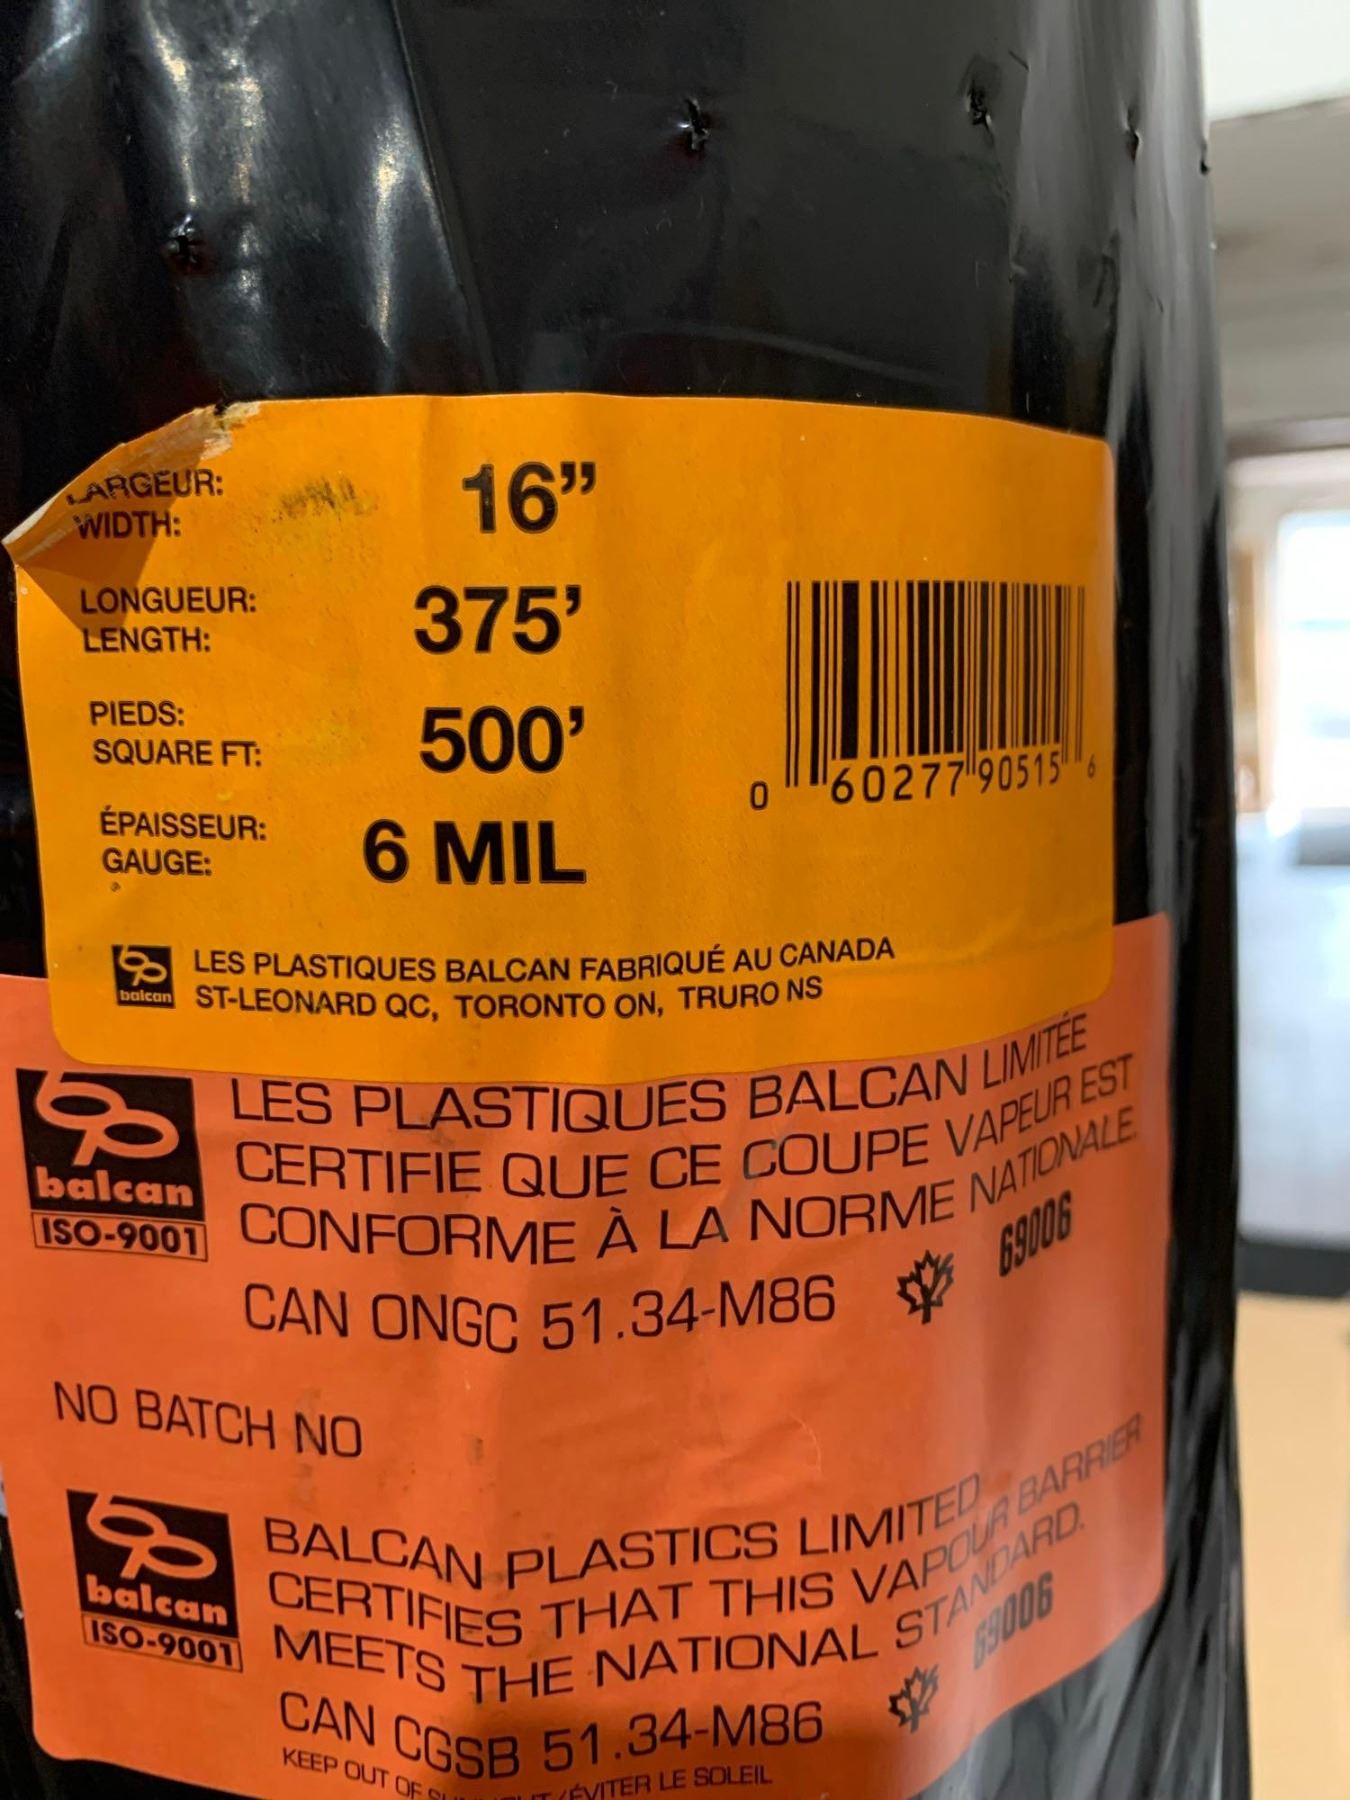 LARGEUR:
WIDTH:
16”
LONGUEUR:
LENGTH:
375’
PIEDS:
SQUARE FT:
500’
ÉPAISSEUR:
GAUGE:
6 MIL
0 60277 90515 6
balcan
LES PLASTIQUES BALCAN FABRIQUÉ AU CANADA
ST-LEONARD QC, TORONTO ON, TRURO NS
balcan
ISO-9001
LES PLASTIQUES BALCAN LIMITÉE
CERTIFIE QUE CE COUPE VAPEUR EST
CONFORME À LA NORME NATIONALE.
CAN ONGC 51.34-M86
69006
NO BATCH NO
balcan
ISO-9001
BALCAN PLASTICS LIMITED
CERTIFIES THAT THIS VAPOUR BARRIER
MEETS THE NATIONAL STANDARD.
CAN CGSB 51.34-M86
69006
KEEP OUT OF SUNLIGHT/ÉVITER LE SOLEIL